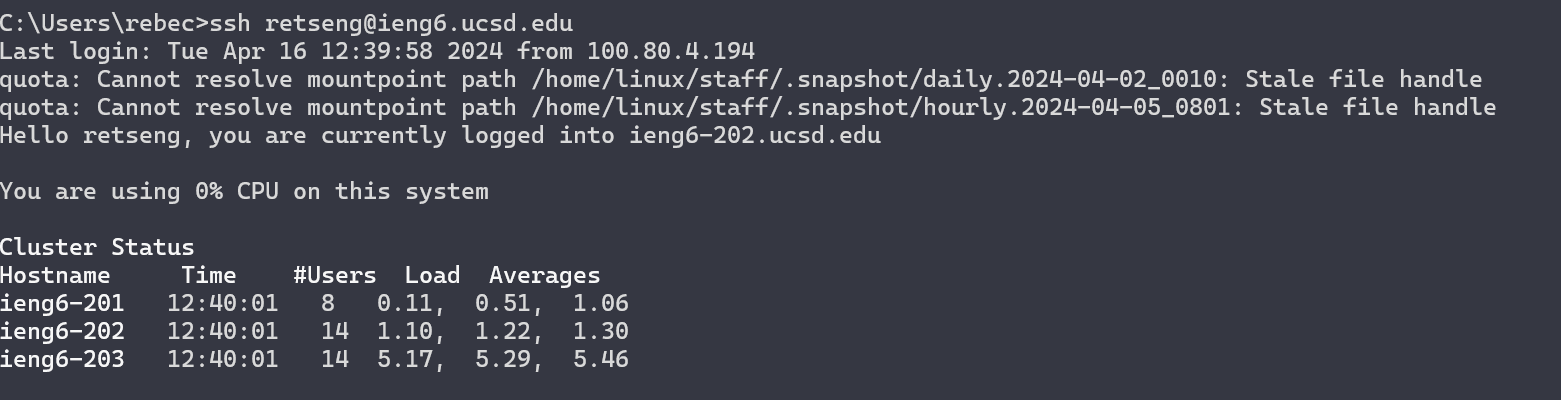 C:\Users\rebec>ssh retseng@ieng6.ucsd.edu
Last login: Tue Apr 16 12:39:58 2024 from 100.80.4.194
quota: Cannot resolve mountpoint path /home/linux/staff/.snapshot/daily.2024-04-02_0010: Stale file handle
quota: Cannot resolve mountpoint path /home/linux/staff/.snapshot/hourly.2024-04-05_0801: Stale file handle
Hello retseng, you are currently logged into ieng6-202.ucsd.edu
You are using 0% CPU on this system
Cluster Status
Hostname     Time    #Users  Load  Averages
ieng6-201   12:40:01   8   0.11,  0.51,  1.06
ieng6-202   12:40:01   14  1.10,  1.22,  1.30
ieng6-203   12:40:01   14  5.17,  5.29,  5.46